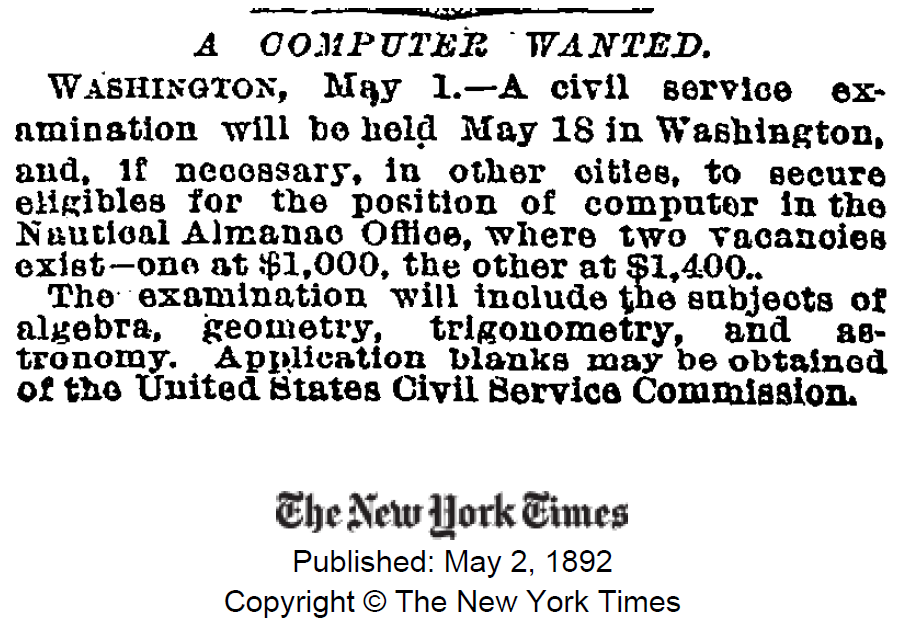 A COMPUTER WANTED.
WASHINGTON, May 1.—A civil service ex-
amination will be held May 18 in Washington,
and, if necessary, in other cities, to secure
eligibles for the position of computer in the
Nautical Almanac Office, where two vacancies
exist—one at $1,000, the other at $1,400..
The examination will include the subjects of
algebra, geometry, trigonometry, and as-
tronomy. Application blanks may be obtained
of the United States Civil Service Commission.
The New York Times
Published: May 2, 1892
Copyright © The New York Times